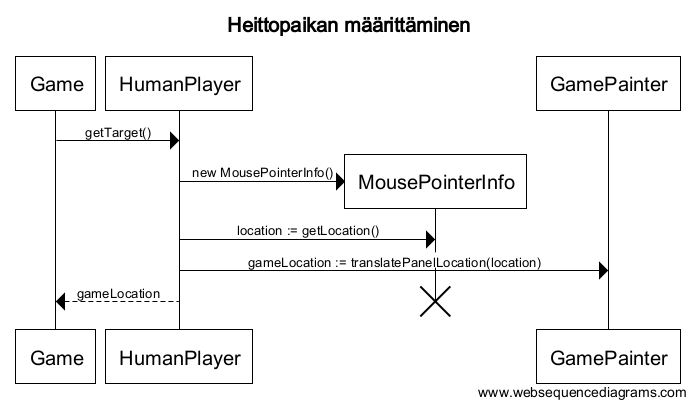 Heittopaikan määrittäminen
Game
HumanPlayer
GamePainter
getTarget()
new MousePointerInfo()
MousePointerInfo
location := getLocation()
gameLocation := translatePanelLocation(location)
gameLocation
Game
HumanPlayer
GamePainter
www.websequencediagrams.com